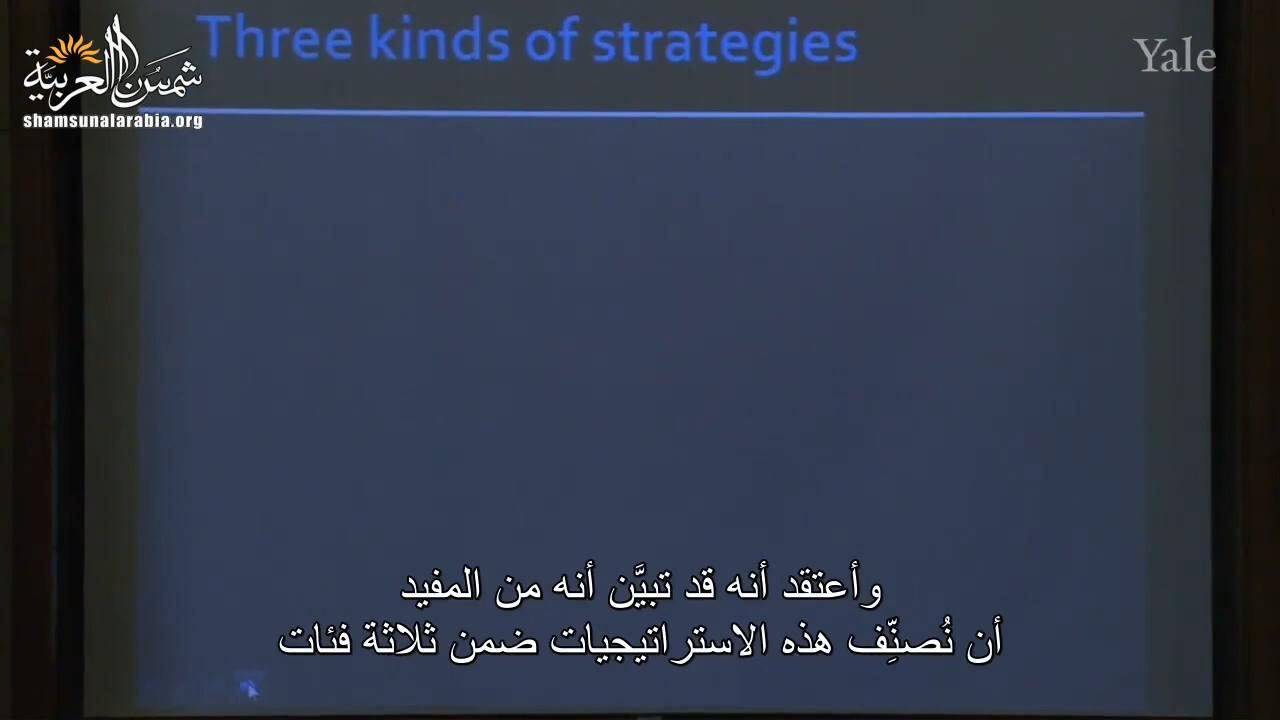 Three kinds of strategies
Yale
شمس العربية
shamsunalarabia.org
وأعتقد أنه قد تبيَّن أنه من المفيد
أن نُصنِّف هذه الاستراتيجيات ضمن ثلاثة فئات